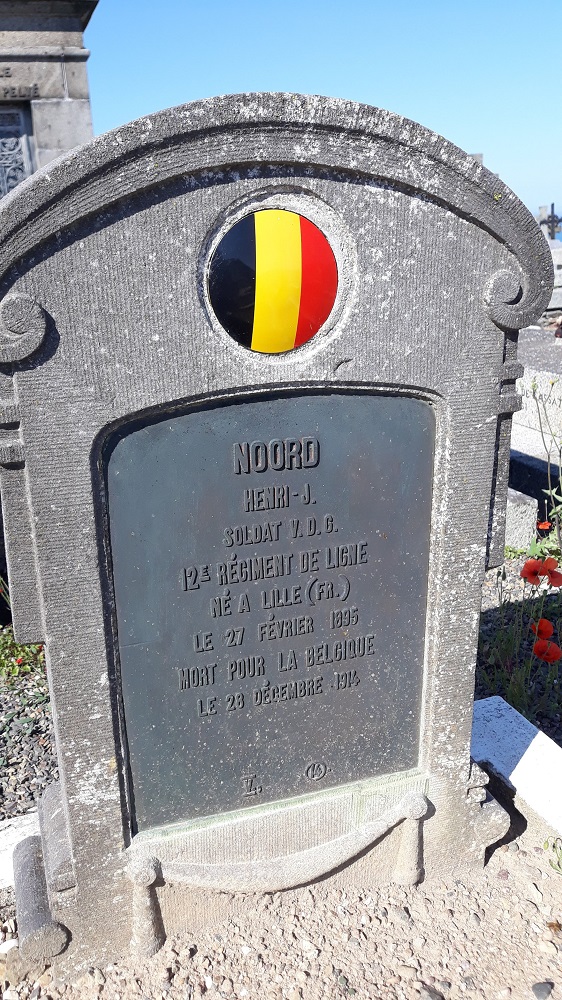 NOORD
HENRI-J.
SOLDAT V.D.G.
12E RÉGIMENT DE LIGNE
NÉ A LILLE (FR.)
LE 27 FÉVRIER 1895
MORT POUR LA BELGIQUE
LE 28 DÉCEMBRE 1914